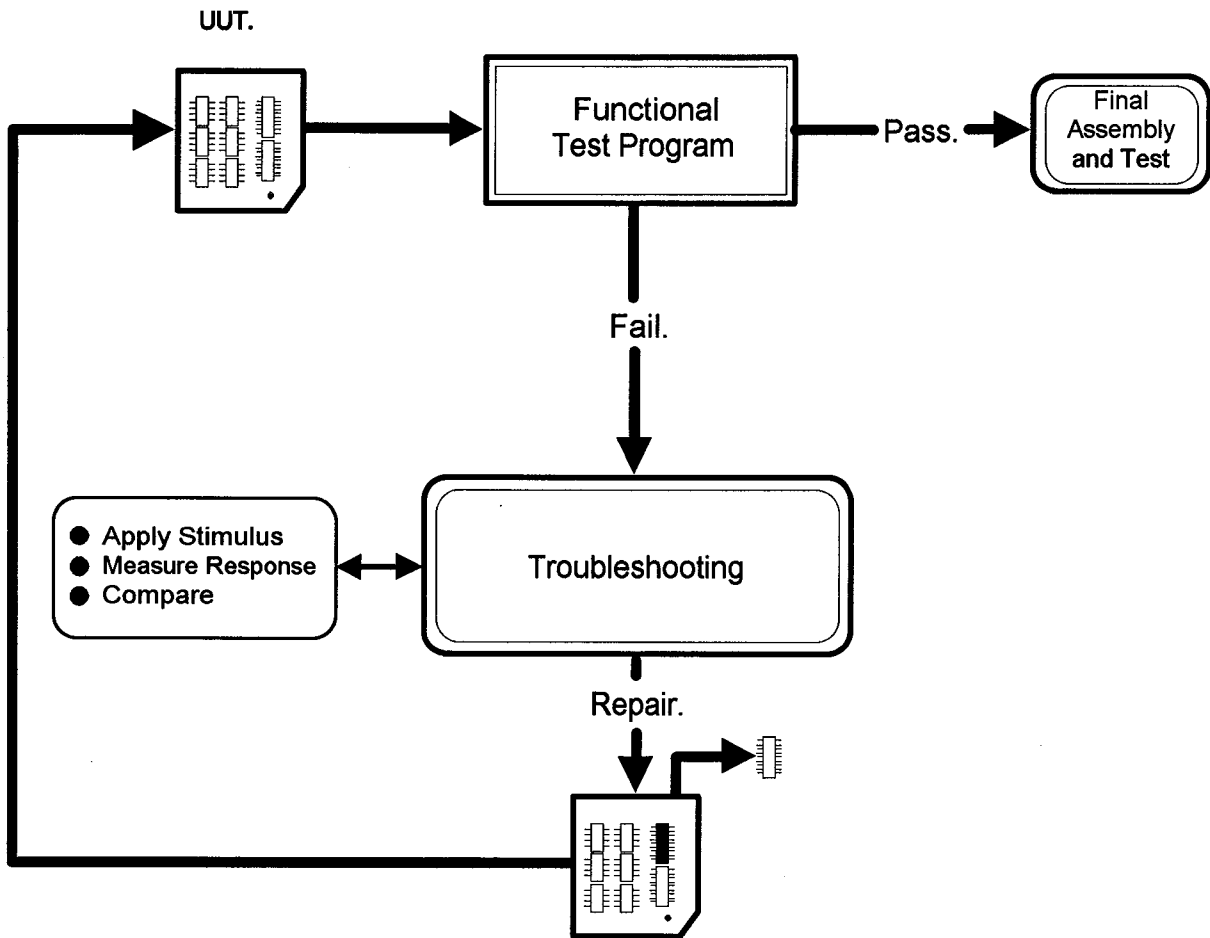 UUT.
Functional
Test Program
Pass.
Final
Assembly
and Test
Fail.
● Apply Stimulus
● Measure Response
● Compare
Troubleshooting
Repair.